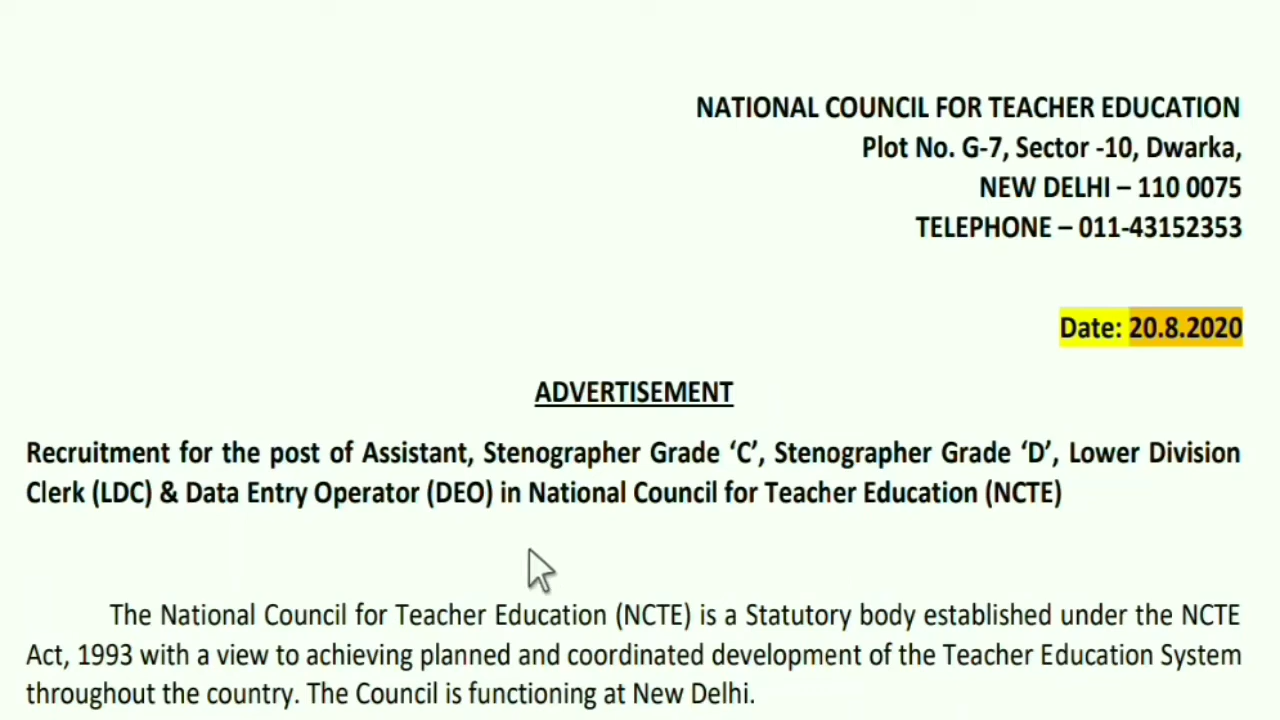 NATIONAL COUNCIL FOR TEACHER EDUCATION
Plot No. G-7, Sector -10, Dwarka,
NEW DELHI – 110 0075
TELEPHONE – 011-43152353
Date: 20.8.2020
ADVERTISEMENT
Recruitment for the post of Assistant, Stenographer Grade ‘C’, Stenographer Grade ‘D’, Lower Division
Clerk (LDC) & Data Entry Operator (DEO) in National Council for Teacher Education (NCTE)
The National Council for Teacher Education (NCTE) is a Statutory body established under the NCTE
Act, 1993 with a view to achieving planned and coordinated development of the Teacher Education System
throughout the country. The Council is functioning at New Delhi.